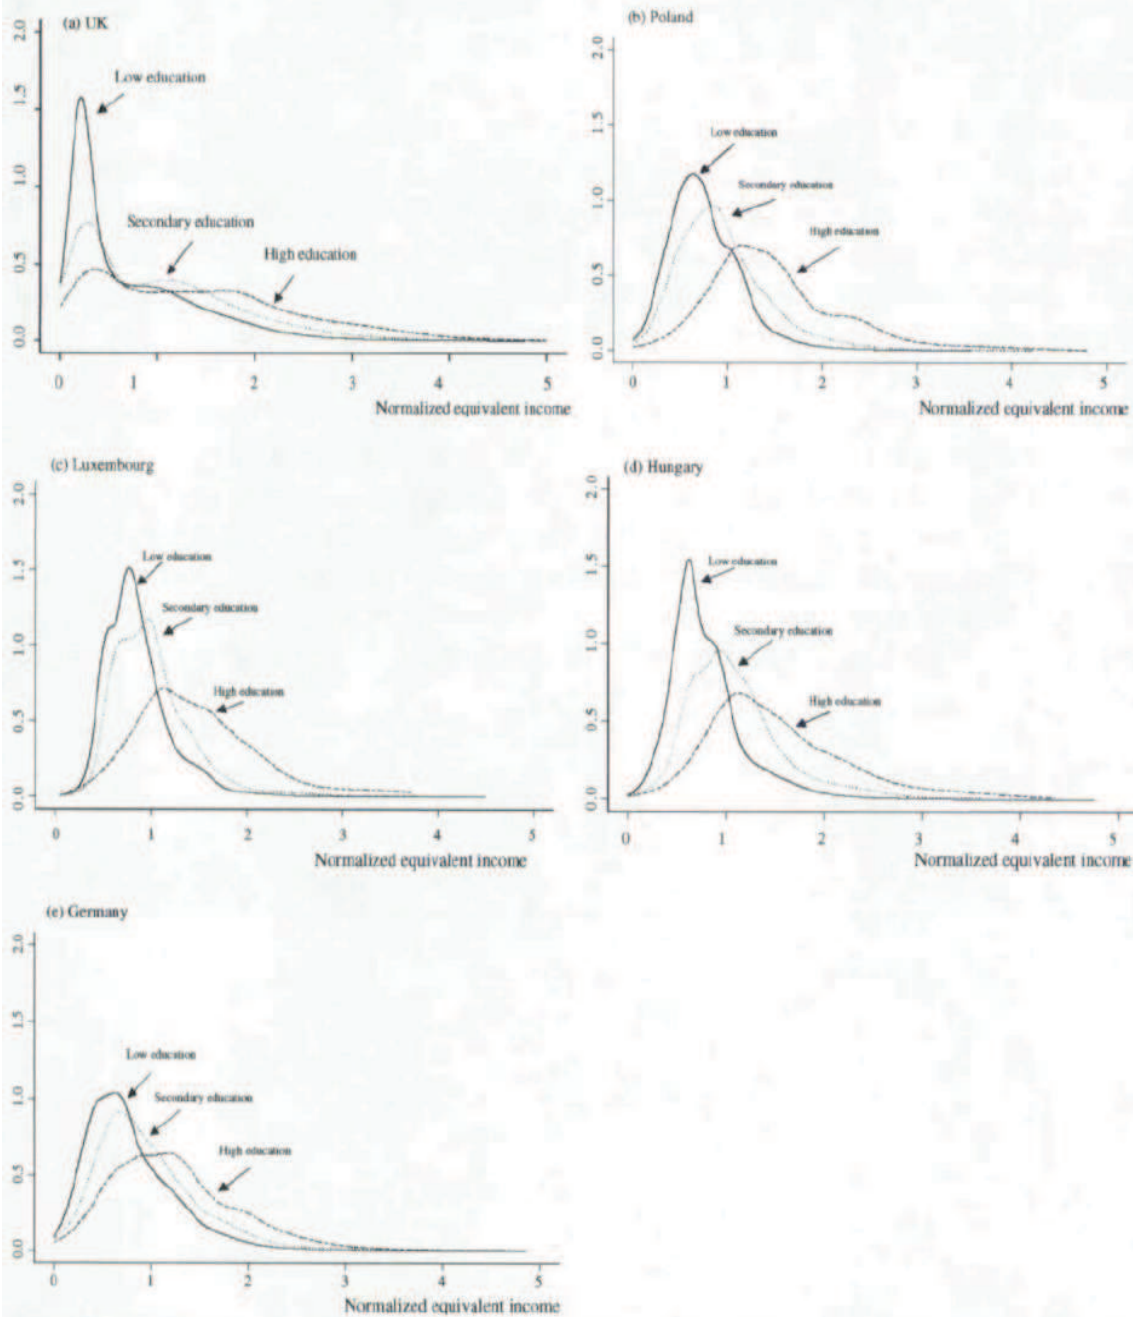 (a) UK
2.0
1.5
1.0
0.5
0.0
Low education
Secondary education
High education
0 1 2 3 4 5
Normalized equivalent income
(b) Poland
2.0
1.5
1.0
0.5
0.0
Low education
Secondary education
High education
0 1 2 3 4 5
Normalized equivalent income
(c) Luxembourg
2.0
1.5
1.0
0.5
0.0
Low education
Secondary education
High education
0 1 2 3 4 5
Normalized equivalent income
(d) Hungary
2.0
1.5
1.0
0.5
0.0
Low education
Secondary education
High education
0 1 2 3 4 5
Normalized equivalent income
(e) Germany
2.0
1.5
1.0
0.5
0.0
Low education
Secondary education
High education
0 1 2 3 4 5
Normalized equivalent income